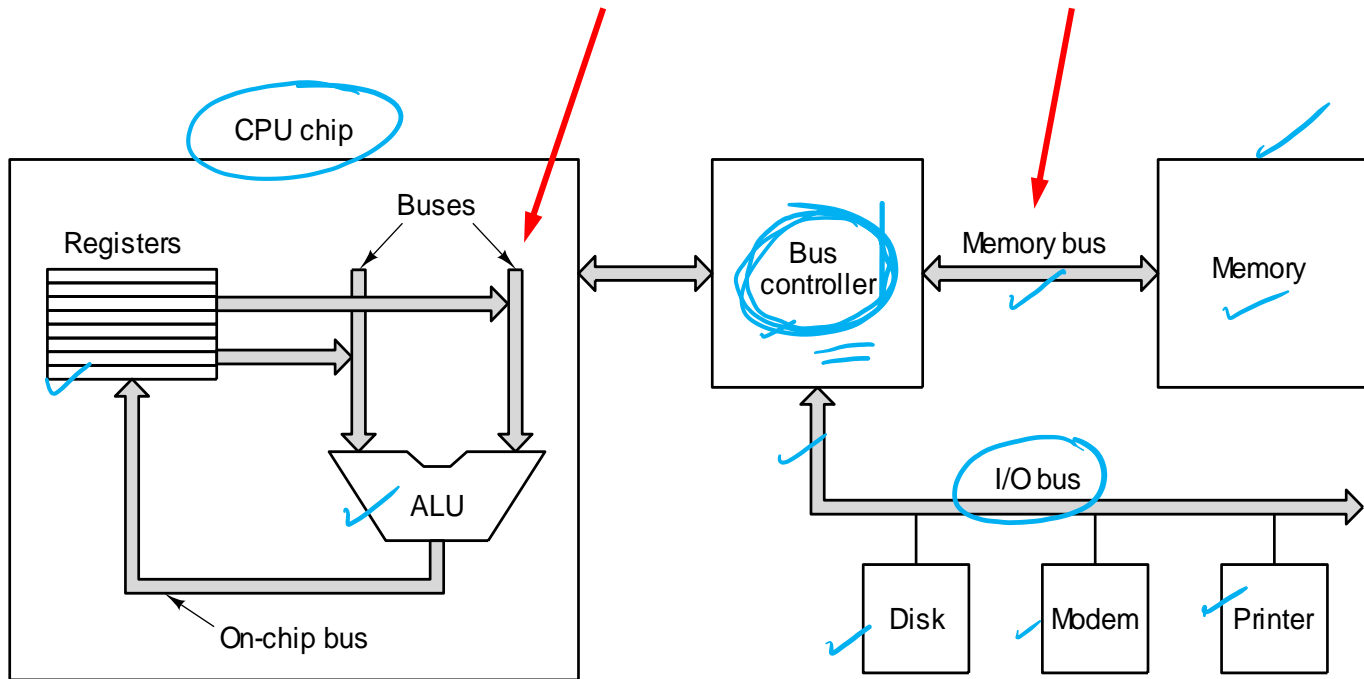 CPU chip
Buses
Registers
ALU
On-chip bus
Bus
controller
Memory bus
Memory
I/O bus
Disk
Modem
Printer